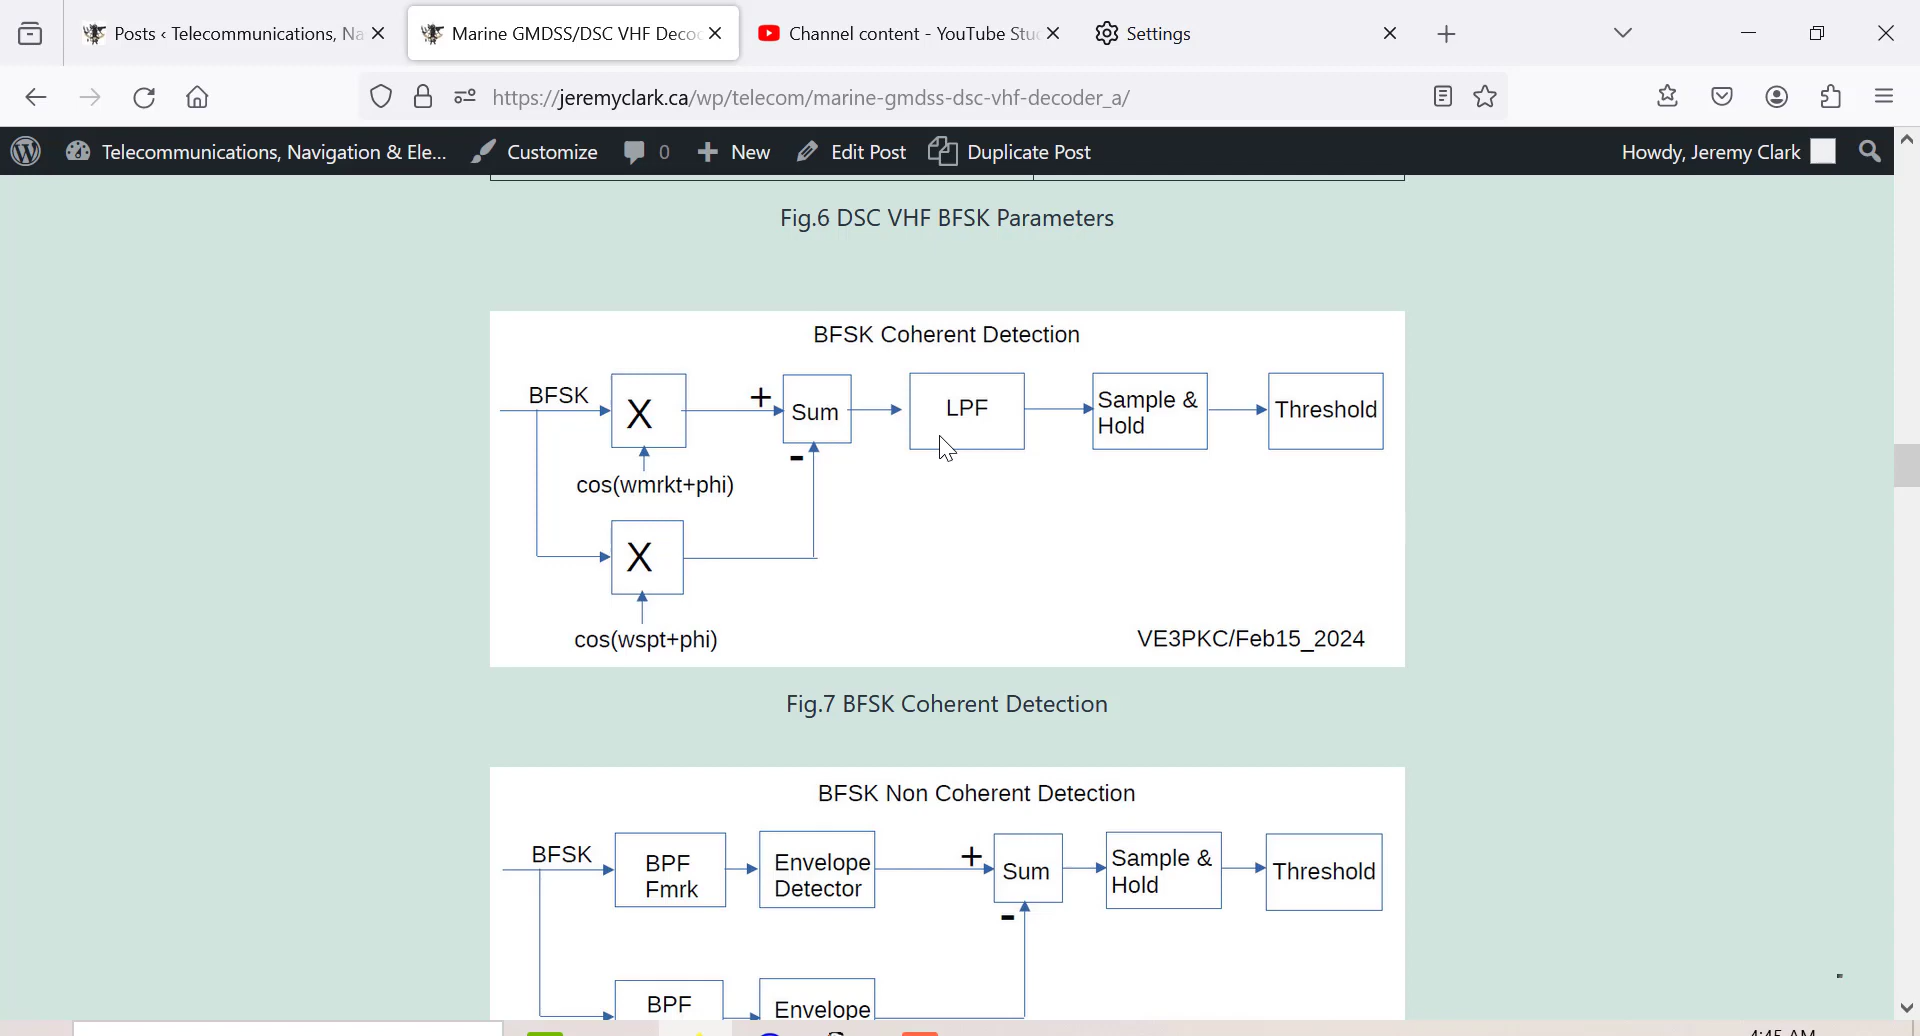 Posts ‹ Telecommunications, Na
Marine GMDSS/DSC VHF Deco
Channel content - YouTube Stu
Settings
https://jeremyclark.ca/wp/telecom/marine-gmdss-dsc-vhf-decoder_a/
Telecommunications, Navigation & Ele...
Customize
0
New
Edit Post
Duplicate Post
Howdy, Jeremy Clark
Fig.6 DSC VHF BFSK Parameters
BFSK Coherent Detection
BFSK
X
+
Sum
-
LPF
Sample &
Hold
Threshold
cos(wmrkt+phi)
X
cos(wspt+phi)
VE3PKC/Feb15_2024
Fig.7 BFSK Coherent Detection
BFSK Non Coherent Detection
BFSK
BPF
Fmrk
Envelope
Detector
+
Sum
-
Sample &
Hold
Threshold
BPF
Envelope
4:45 AM